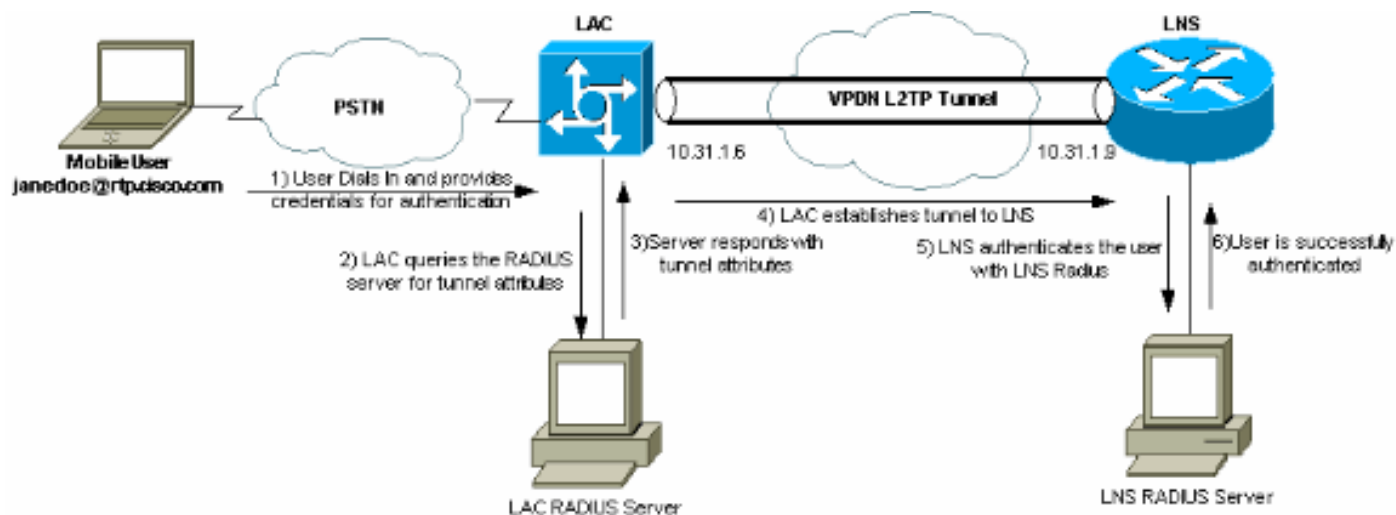 LAC
LNS
PSTN
VPDN L2TP Tunnel
Mobile User
janedoe@rtp.cisco.com
10.31.1.6
10.31.1.9
1) User Dials In and provides
credentials for authentication
2) LAC queries the RADIUS
server for tunnel attributes
3)Server responds with
tunnel attributes
4) LAC establishes tunnel to LNS
5) LNS authenticates the user
with LNS Radius
6)User is successfully
authenticated
LAC RADIUS Server
LNS RADIUS Server